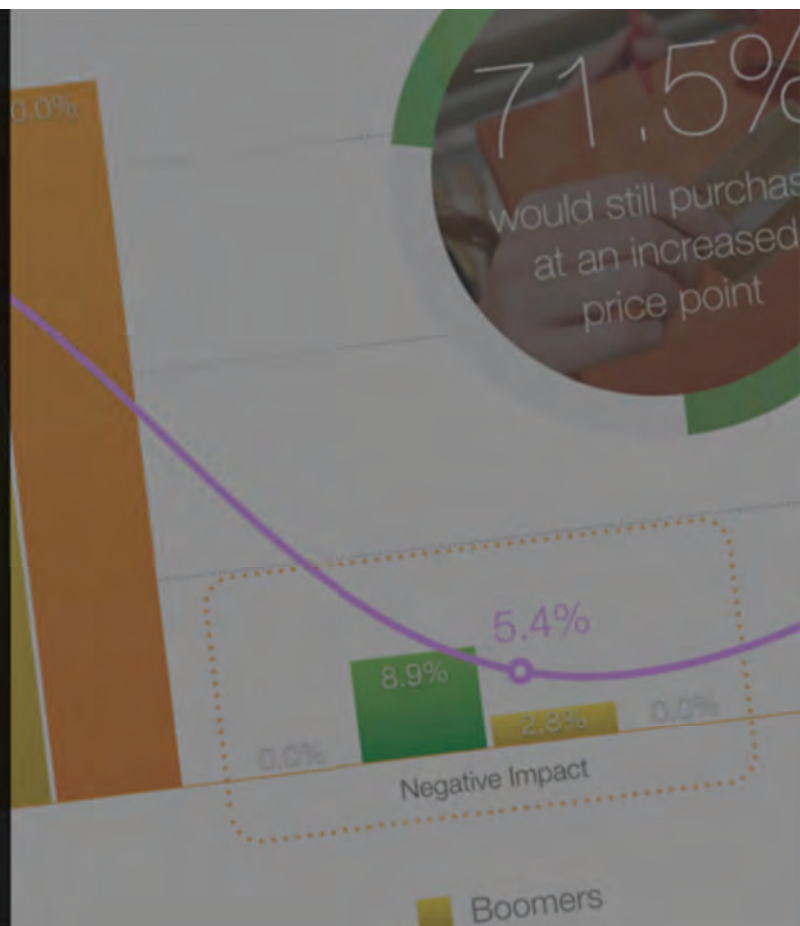 0.0%
71.5%
would still purchas
at an increased
price point
5.4%
8.9%
2.8%
0.0%
0.0%
Negative Impact
Boomers